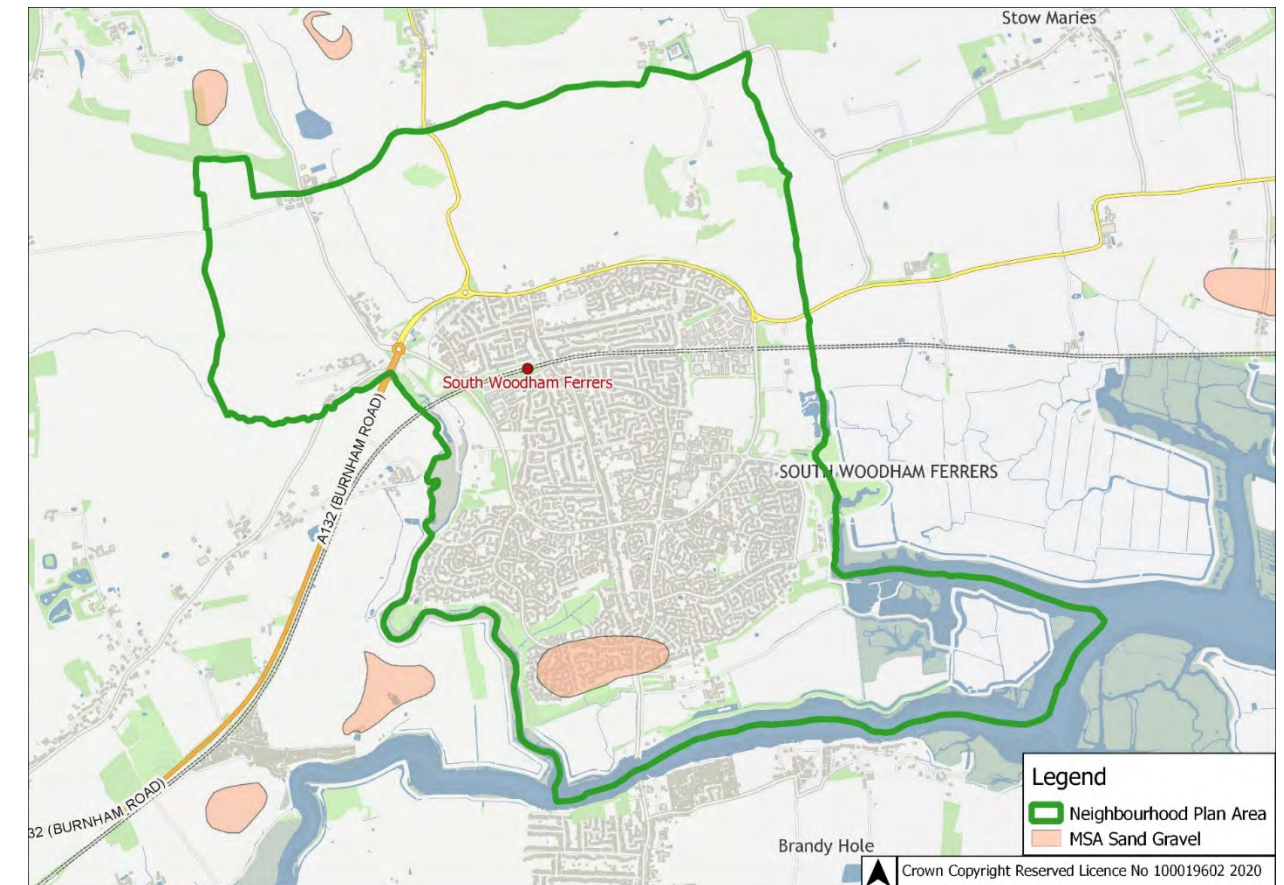 Stow Maries
South Woodham Ferrers
A132 (BURNHAM ROAD)
SOUTH WOODHAM FERRERS
32 (BURNHAM ROAD)
Brandy Hole
Legend
Neighbourhood Plan Area
MSA Sand Gravel
Crown Copyright Reserved Licence No 100019602 2020